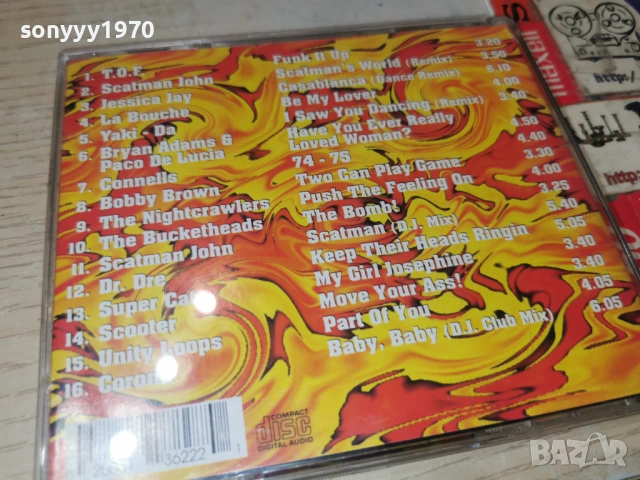 sonyyy1970
1. T.O.F. Funk It Up 3.20
2. Scatman John Scatman's World (Remix) 3.50
3. Jessica Jay Casablanca (Dance Remix) 6.10
4. La Bouche Be My Lover 4.00
5. Yaki - Da I Saw You Dancing (Remix) 3.40
6. Bryan Adams & Paco De Lucia Have You Ever Really Loved Woman? 4.50
7. Connells 74 - 75 4.40
8. Bobby Brown Two Can Play Game 3.30
9. The Nightcrawlers Push The Feeling On 4.00
10. The Bucketheads The Bomb! 3.25
11. Scatman John Scatman (D.J. Mix) 5.40
12. Dr. Dre Keep Their Heads Ringin 5.05
13. Super Cat My Girl Josephine 3.40
14. Scooter Move Your Ass! 3.40
15. Unity Loops Part Of You 4.05
16. Corona Baby, Baby (D.J. Club Mix) 6.05
36222 1
COMPACT
disc
DIGITAL AUDIO
maxell
http:/
http:
BAZAR